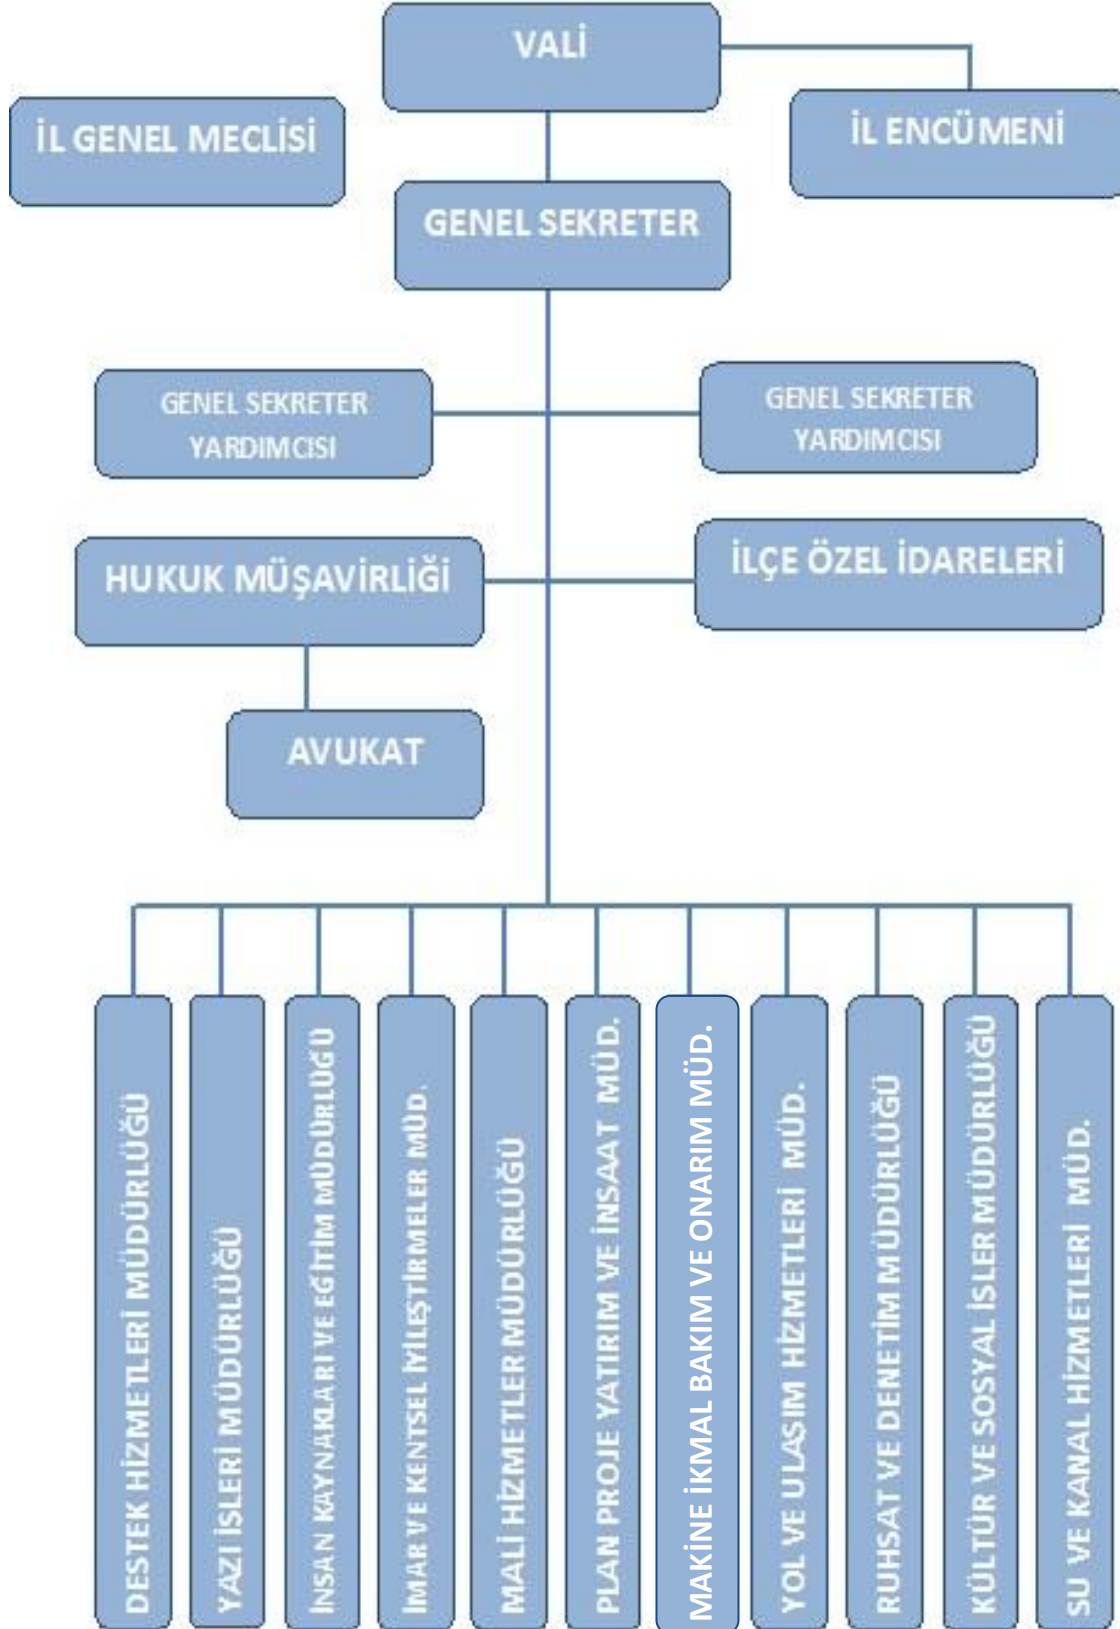 VALİ
İL GENEL MECLİSİ
İL ENCÜMENİ
GENEL SEKRETER
GENEL SEKRETER
YARDIMCISI
GENEL SEKRETER
YARDIMCISI
HUKUK MÜŞAVİRLİĞİ
İLÇE ÖZEL İDARELERİ
AVUKAT
DESTEK HİZMETLERİ MÜDÜRLÜĞÜ
YAZI İŞLERİ MÜDÜRLÜĞÜ
İNSAN KAYNAKLARI VE EĞİTİM MÜDÜRLÜĞÜ
İMAR VE KENTSEL İYİLEŞTİRMELER MÜD.
MALİ HİZMETLER MÜDÜRLÜĞÜ
PLAN PROJE YATIRIM VE İNSAAT MÜD.
MAKİNE İKMAL BAKIM VE ONARIM MÜD.
YOL VE ULAŞIM HİZMETLERİ MÜD.
RUHSAT VE DENETİM MÜDÜRLÜĞÜ
KÜLTÜR VE SOSYAL İŞLER MÜDÜRLÜĞÜ
SU VE KANAL HİZMETLERİ MÜD.